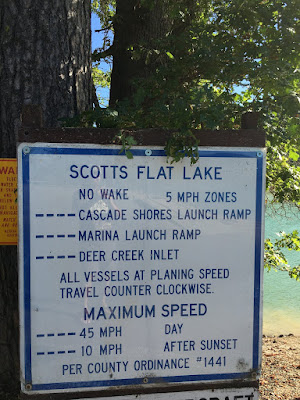 SCOTTS FLAT LAKE
NO WAKE 5 MPH ZONES
---- CASCADE SHORES LAUNCH RAMP
---- MARINA LAUNCH RAMP
---- DEER CREEK INLET
ALL VESSELS AT PLANING SPEED
TRAVEL COUNTER CLOCKWISE.
MAXIMUM SPEED
---- 45 MPH DAY
---- 10 MPH AFTER SUNSET
PER COUNTY ORDINANCE #1441